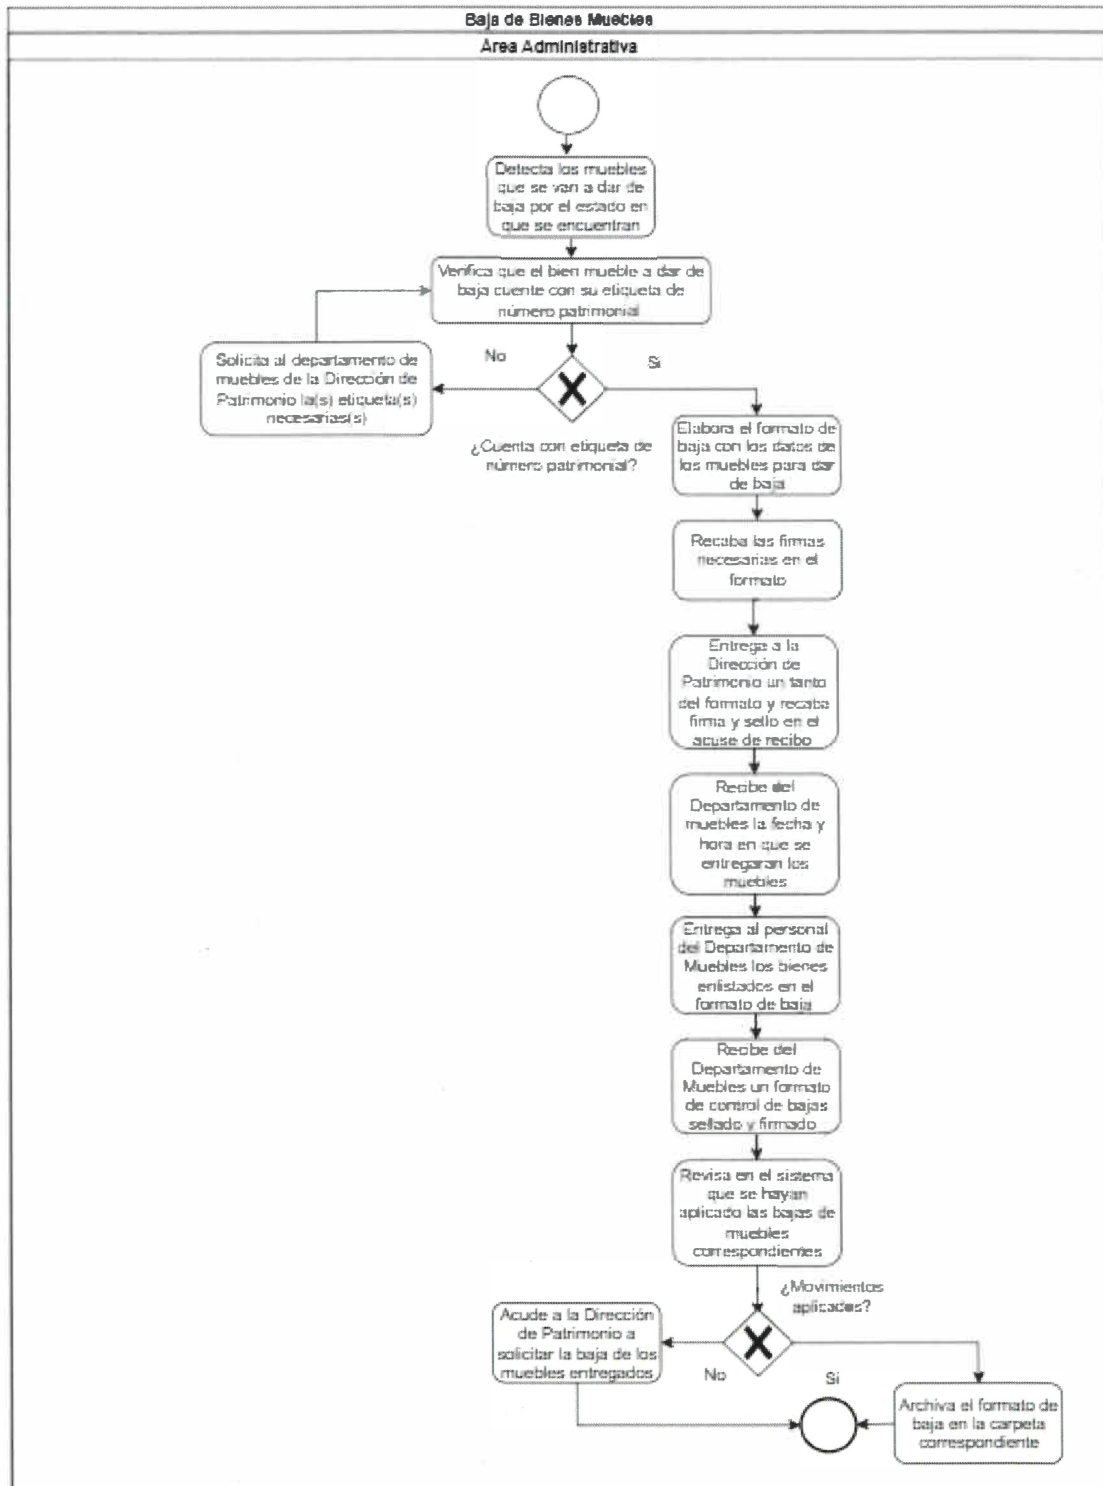 Baja de Bienes Muebles
Area Administrativa
Detecta los muebles
que se van a dar de
baja por el estado en
que se encuentran
Verifica que el bien mueble a dar de
baja cuente con su etiqueta de
número patrimonial
No
Si
Solicita al departamento de
muebles de la Dirección de
Patrimonio la(s) etiqueta(s)
necesarias(s)
¿Cuenta con etiqueta de
número patrimonial?
Elabora el formato de
baja con los datos de
los muebles para dar
de baja
Recaba las firmas
necesarias en el
formato
Entrega a la
Dirección de
Patrimonio un tanto
del formato y recaba
firma y sello en el
acuse de recibo
Recibe del
Departamento de
muebles la fecha y
hora en que se
entregaran los
muebles
Entrega al personal
del Departamento de
Muebles los bienes
enlistados en el
formato de baja
Recibe del
Departamento de
Muebles un formato
de control de bajas
sellado y firmado
Revisa en el sistema
que se hayan
aplicado las bajas de
muebles
correspondientes
¿Movimientos
aplicados?
Acude a la Dirección
de Patrimonio a
solicitar la baja de los
muebles entregados
No
Si
Archiva el formato de
baja en la carpeta
correspondiente